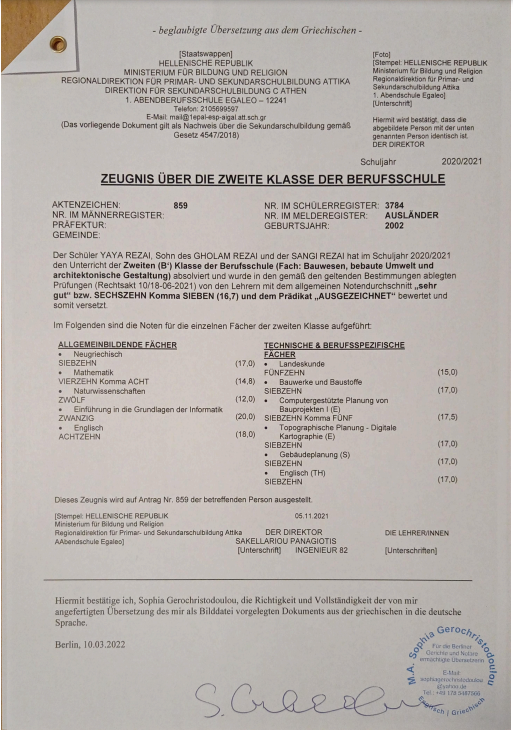 - beglaubigte Übersetzung aus dem Griechischen -
[Staatswappen]
HELLENISCHE REPUBLIK
MINISTERIUM FÜR BILDUNG UND RELIGION
REGIONALDIREKTION FÜR PRIMAR- UND SEKUNDARSCHULBILDUNG ATTIKA
DIREKTION FÜR SEKUNDARSCHULBILDUNG C ATHEN
1. ABENDBERUFSSCHULE EGALEO – 12241
Telefon: 2105699597
E-Mail: mail@1epal-esp-aigal.att.sch.gr
(Das vorliegende Dokument gilt als Nachweis über die Sekundarschulbildung gemäß
Gesetz 4547/2018)
[Foto]
[Stempel: HELLENISCHE REPUBLIK
Ministerium für Bildung und Religion
Regionaldirektion für Primar- und
Sekundarschulbildung Attika
1. Abendschule Egaleo]
[Unterschrift]
Hiermit wird bestätigt, dass die
abgebildete Person mit der unten
genannten Person identisch ist.
DER DIREKTOR
Schuljahr 2020/2021
ZEUGNIS ÜBER DIE ZWEITE KLASSE DER BERUFSSCHULE
AKTENZEICHEN: 859
NR. IM MÄNNERREGISTER:
PRÄFEKTUR:
GEMEINDE:
NR. IM SCHÜLERREGISTER: 3784
NR. IM MELDEREGISTER: AUSLÄNDER
GEBURTSJAHR: 2002
Der Schüler YAYA REZAI, Sohn des GHOLAM REZAI und der SANGI REZAI hat im Schuljahr 2020/2021
den Unterricht der Zweiten (B‘) Klasse der Berufsschule (Fach: Bauwesen, bebaute Umwelt und
architektonische Gestaltung) absolviert und wurde in den gemäß den geltenden Bestimmungen ablegten
Prüfungen (Rechtsakt 10/18-06-2021) von den Lehrern mit dem allgemeinen Notendurchschnitt „sehr
gut“ bzw. SECHSZEHN Komma SIEBEN (16,7) und dem Prädikat „AUSGEZEICHNET“ bewertet und
somit versetzt.
Im Folgenden sind die Noten für die einzelnen Fächer der zweiten Klasse aufgeführt:
ALLGEMEINBILDENDE FÄCHER
• Neugriechisch
SIEBZEHN (17,0)
• Mathematik
VIERZEHN Komma ACHT (14,8)
• Naturwissenschaften
ZWÖLF (12,0)
• Einführung in die Grundlagen der Informatik
ZWANZIG (20,0)
• Englisch
ACHTZEHN (18,0)
TECHNISCHE & BERUFSSPEZIFISCHE
FÄCHER
• Landeskunde
FÜNFZEHN (15,0)
• Bauwerke und Baustoffe
SIEBZEHN (17,0)
• Computergestützte Planung von
Bauprojekten I (E)
SIEBZEHN Komma FÜNF (17,5)
• Topographische Planung - Digitale
Kartographie (E)
SIEBZEHN (17,0)
• Gebäudeplanung (S)
SIEBZEHN (17,0)
• Englisch (TH)
SIEBZEHN (17,0)
Dieses Zeugnis wird auf Antrag Nr. 859 der betreffenden Person ausgestellt.
[Stempel: HELLENISCHE REPUBLIK
Ministerium für Bildung und Religion
Regionaldirektion für Primar- und Sekundarschulbildung Attika
AAbendschule Egaleo]
05.11.2021
DER DIREKTOR
SAKELLARIOU PANAGIOTIS
[Unterschrift] INGENIEUR 82
DIE LEHRER/INNEN
[Unterschriften]
Hiermit bestätige ich, Sophia Gerochristodoulou, die Richtigkeit und Vollständigkeit der von mir
angefertigten Übersetzung des mir als Bilddatei vorgelegten Dokuments aus der griechischen in die deutsche
Sprache.
Berlin, 10.03.2022
M.A. Sophia Gerochristodoulou
Für die Berliner
Gerichte und Notare
ermächtigte Übersetzerin
E-Mail:
sophiagerochristodoulou
@yahoo.de
Tel.: +49 178 3487566
Englisch | Griechisch